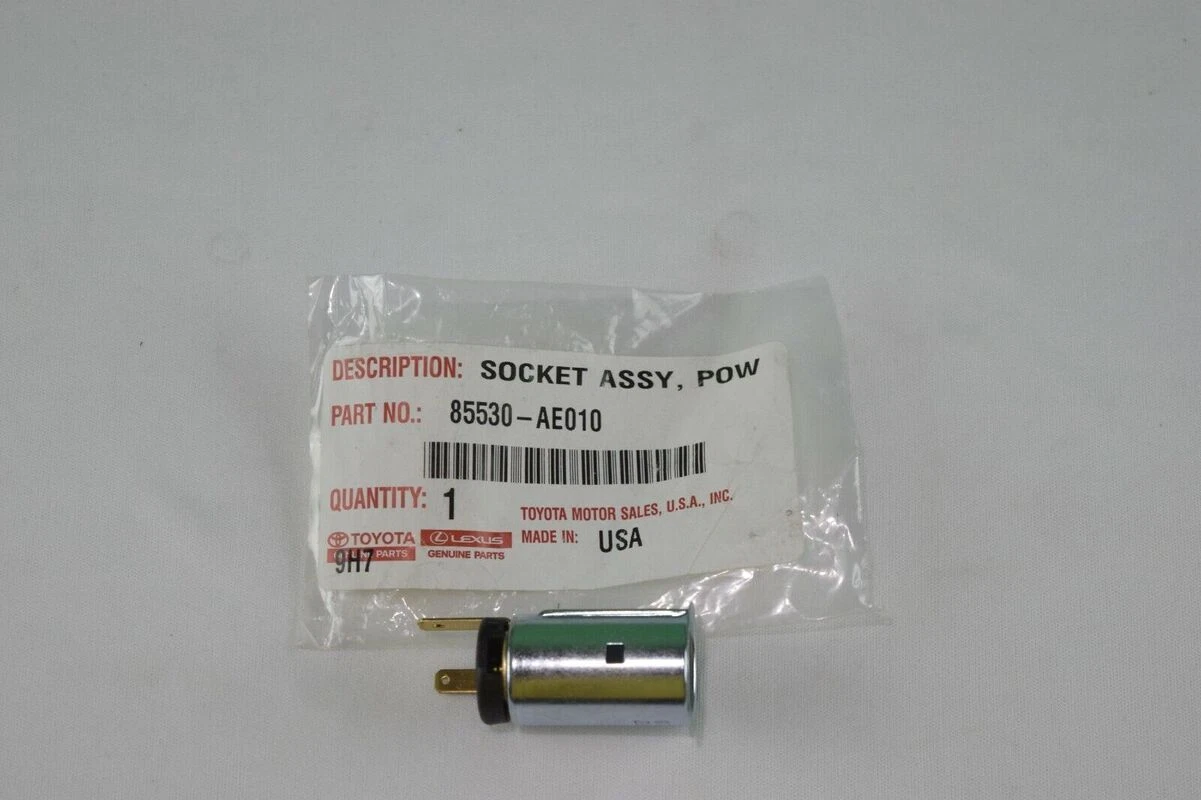 DESCRIPTION: SOCKET ASSY, POW
PART NO.: 85530-AE010
QUANTITY: 1
TOYOTA MOTOR SALES, U.S.A., INC.
TOYOTA LEXUS MADE IN: USA
PARTS GENUINE PARTS
9H7